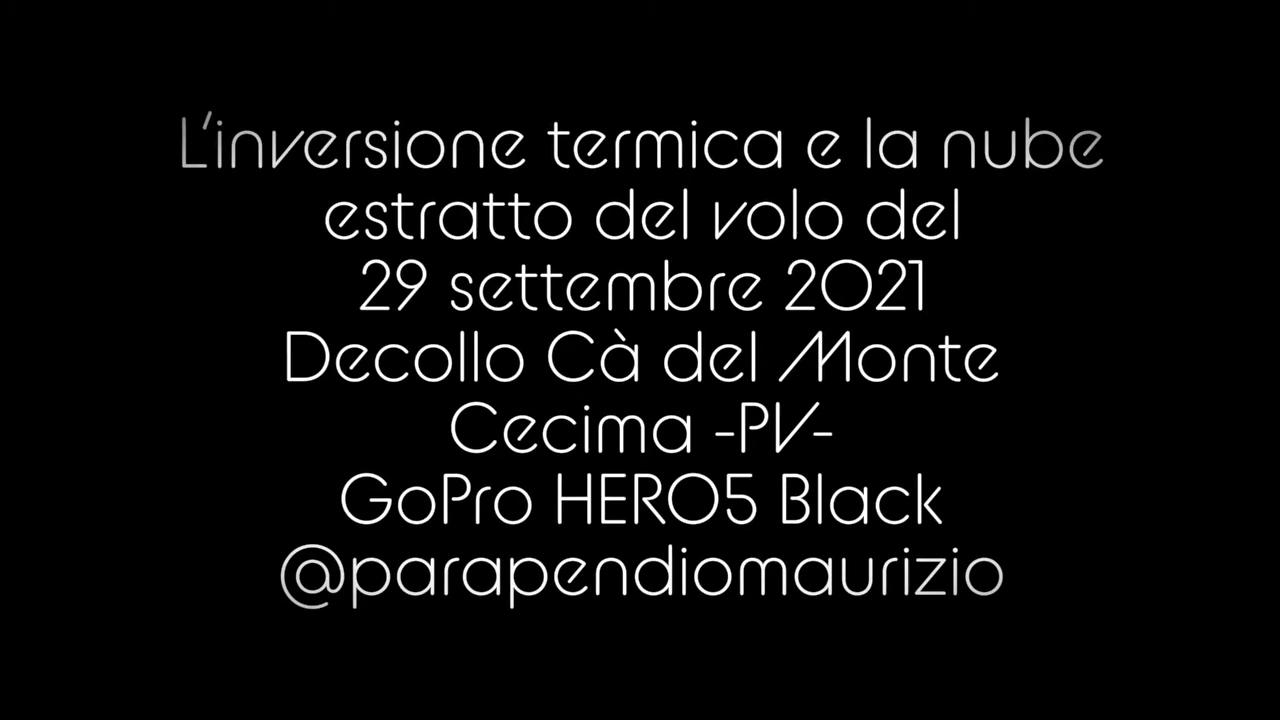 L'inversione termica e la nube
estratto del volo del
29 settembre 2021
Decollo Cà del Monte
Cecima -PV-
GoPro HERO5 Black
@parapendiomaurizio